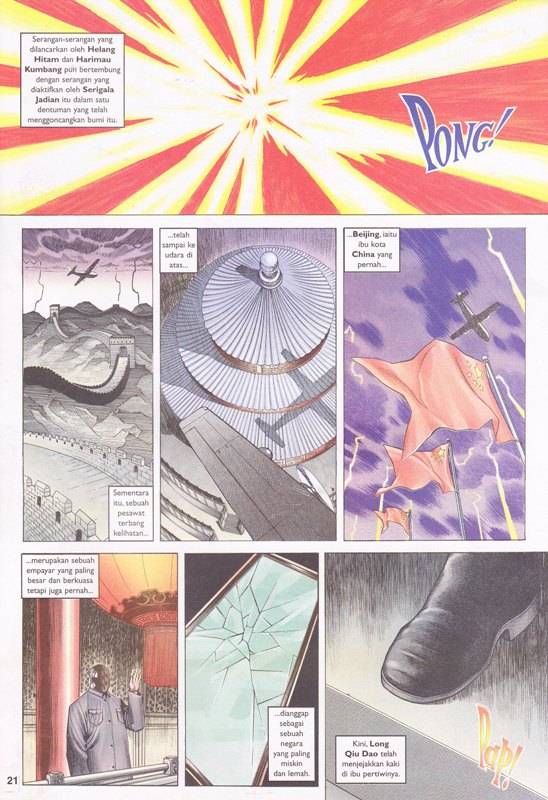 Serangan-serangan yang
dilancarkan oleh Helang
Hitam dan Harimau
Kumbang pun bertembung
dengan serangan yang
diaktifkan oleh Serigala
Jadian itu dalam satu
dentuman yang telah
menggoncangkan bumi itu.
PONG!
Sementara
itu, sebuah
pesawat
terbang
kelihatan...
...telah
sampai ke
udara di
atas...
...Beijing, iaitu
ibu kota
China yang
pernah...
...merupakan sebuah
empayar yang paling
besar dan berkuasa
tetapi juga pernah...
...dianggap
sebagai
sebuah
negara
yang paling
miskin
dan lemah.
Kini, Long
Qiu Dao telah
menjejakkan kaki
di ibu pertiwinya.
Pap!
21